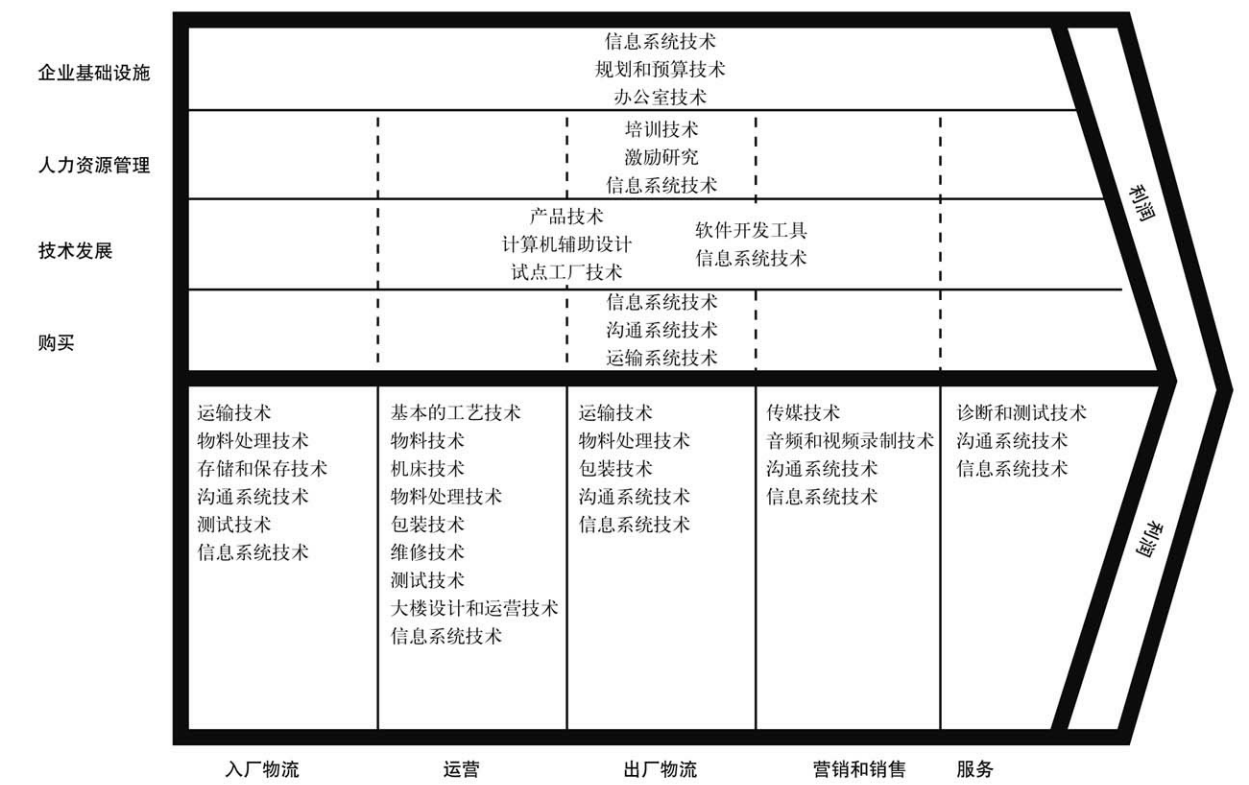 企业基础设施
信息系统技术
规划和预算技术
办公室技术
人力资源管理
培训技术
激励研究
信息系统技术
技术发展
产品技术
计算机辅助设计
试点工厂技术
软件开发工具
信息系统技术
购买
信息系统技术
沟通系统技术
运输系统技术
利润
运输技术
物料处理技术
存储和保存技术
沟通系统技术
测试技术
信息系统技术
基本的工艺技术
物料技术
机床技术
物料处理技术
包装技术
维修技术
测试技术
大楼设计和运营技术
信息系统技术
运输技术
物料处理技术
包装技术
沟通系统技术
信息系统技术
传媒技术
音频和视频录制技术
沟通系统技术
信息系统技术
诊断和测试技术
沟通系统技术
信息系统技术
利润
入厂物流
运营
出厂物流
营销和销售
服务